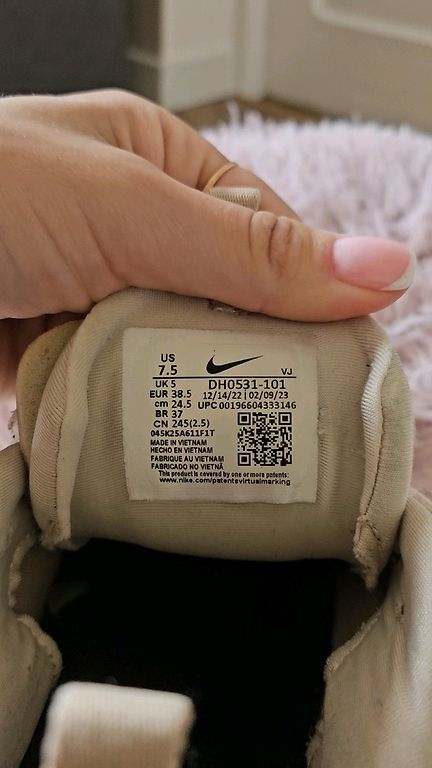 US
7.5
VJ
UK 5
DH0531-101
EUR 38.5
12/14/22 | 02/09/23
cm 24.5
UPC 00196604333146
BR 37
CN 245(2.5)
045K25A611F1T
MADE IN VIETNAM
HECHO EN VIETNAM
FABRIQUE AU VIETNAM
FABRICADO NO VIETNÃ
This product is covered by one or more patents:
www.nike.com/patentsvirtualmarking